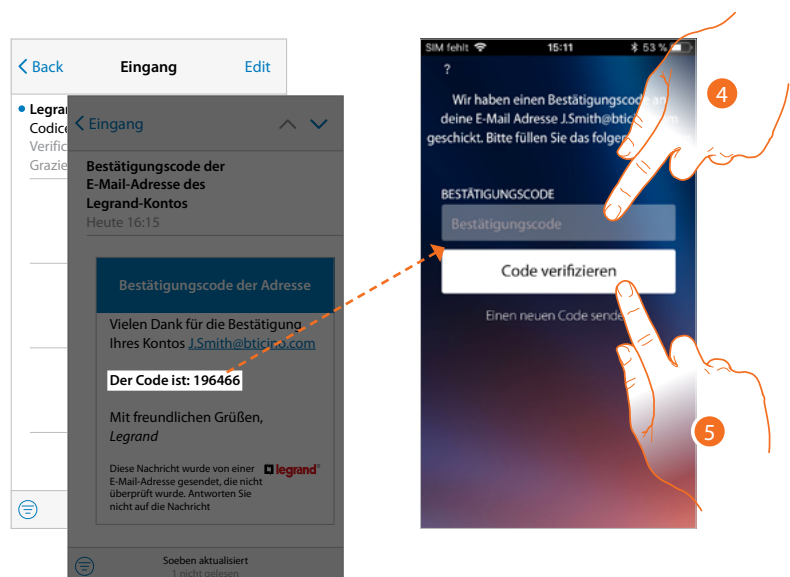 Back Eingang Edit
Legra
Codice
Verific
Grazie
Eingang
Bestätigungscode der
E-Mail-Adresse des
Legrand-Kontos
Heute 16:15
Bestätigungscode der Adresse
Vielen Dank für die Bestätigung
Ihres Kontos J.Smith@bticino.com
Der Code ist: 196466
Mit freundlichen Grüßen,
Legrand
Diese Nachricht wurde von einer
E-Mail-Adresse gesendet, die nicht
überprüft wurde. Antworten Sie
nicht auf die Nachricht
legrand®
Soeben aktualisiert
1 nicht gelesen
SIM fehlt 15:11 53 %
?
Wir haben einen Bestätigungscode an
deine E-Mail Adresse J.Smith@bticino.com
geschickt. Bitte füllen Sie das folgen
BESTÄTIGUNGSCODE
Bestätigungscode
Code verifizieren
Einen neuen Code sende
4
5